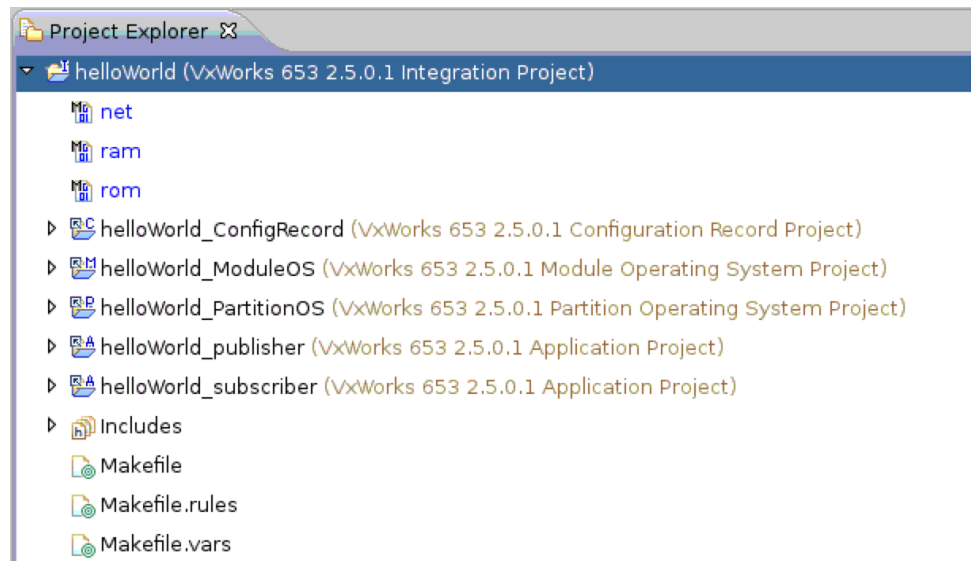 Project Explorer
helloWorld (VxWorks 653 2.5.0.1 Integration Project)
net
ram
rom
helloWorld_ConfigRecord (VxWorks 653 2.5.0.1 Configuration Record Project)
helloWorld_ModuleOS (VxWorks 653 2.5.0.1 Module Operating System Project)
helloWorld_PartitionOS (VxWorks 653 2.5.0.1 Partition Operating System Project)
helloWorld_publisher (VxWorks 653 2.5.0.1 Application Project)
helloWorld_subscriber (VxWorks 653 2.5.0.1 Application Project)
Includes
Makefile
Makefile.rules
Makefile.vars